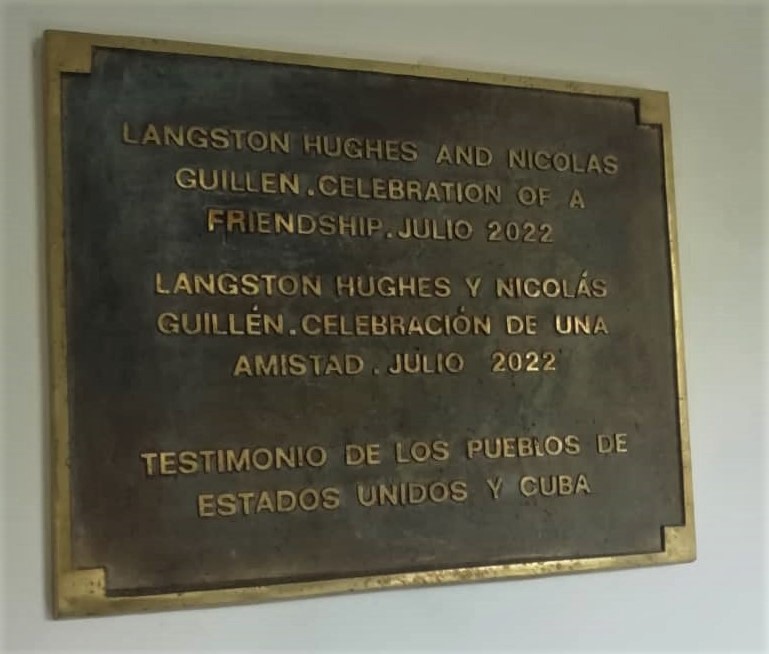 LANGSTON HUGHES AND NICOLAS
GUILLEN.CELEBRATION OF A
FRIENDSHIP.JULIO 2022
LANGSTON HUGHES Y NICOLÁS
GUILLÉN.CELEBRACIÓN DE UNA
AMISTAD.JULIO 2022
TESTIMONIO DE LOS PUEBLOS DE
ESTADOS UNIDOS Y CUBA